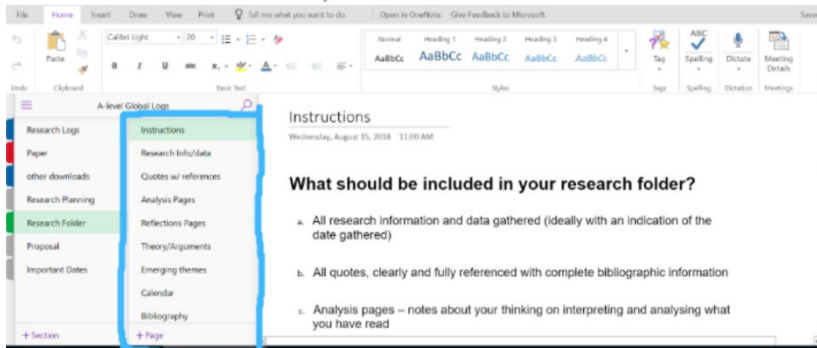 File Home Insert Draw View Print Tell me what you want to do Open in OneNote Give Feedback to Microsoft
Calibri Light 20
Normal Heading 1 Heading 2 Heading 3 Heading 4
ABC
Paste
AaBbCc AaBbCc AaBbCc AaBbCc AaBbCc
Tag Spelling Dictate Meeting Details
B I U abc x, A
Undo Clipboard Basic Text Styles Tags Spelling Dictation Meetings
A-level Global Logs
Research Logs
Paper
other downloads
Research Planning
Research Folder
Proposal
Important Dates
+ Section
Instructions
Research Info/data
Quotes w/ references
Analysis Pages
Reflections Pages
Theory/Arguments
Emerging themes
Calendar
Bibliography
+ Page
Instructions
Wednesday, August 15, 2018 11:00 AM
What should be included in your research folder?
a. All research information and data gathered (ideally with an indication of the
date gathered)
b. All quotes, clearly and fully referenced with complete bibliographic information
c. Analysis pages – notes about your thinking on interpreting and analysing what
you have read